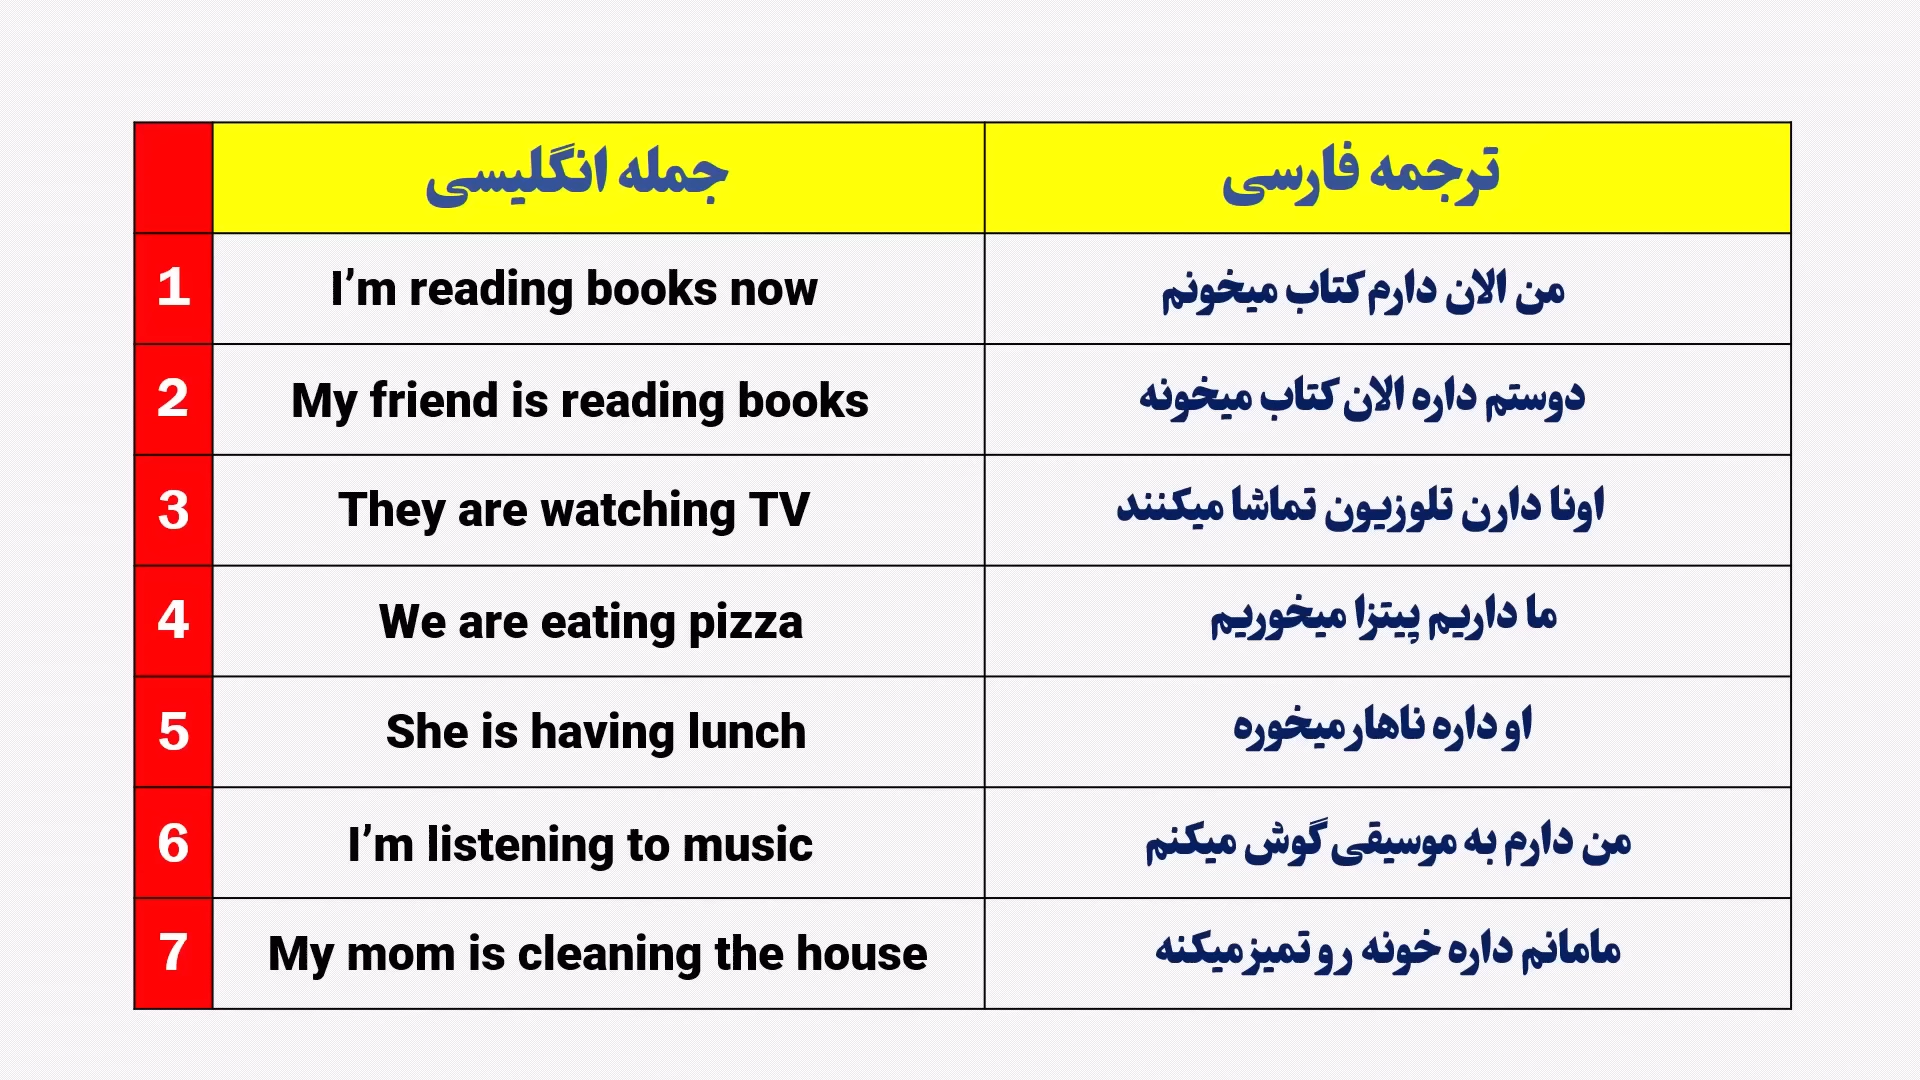 جمله انگلیسی ترجمه فارسی
1 I’m reading books now من الان دارم کتاب میخونم
2 My friend is reading books دوستم داره الان کتاب میخونه
3 They are watching TV اونا دارن تلوزیون تماشا میکنند
4 We are eating pizza ما داریم پیتزا میخوریم
5 She is having lunch او داره ناهار میخوره
6 I’m listening to music من دارم به موسیقی گوش میکنم
7 My mom is cleaning the house مامانم داره خونه رو تمیز میکنه